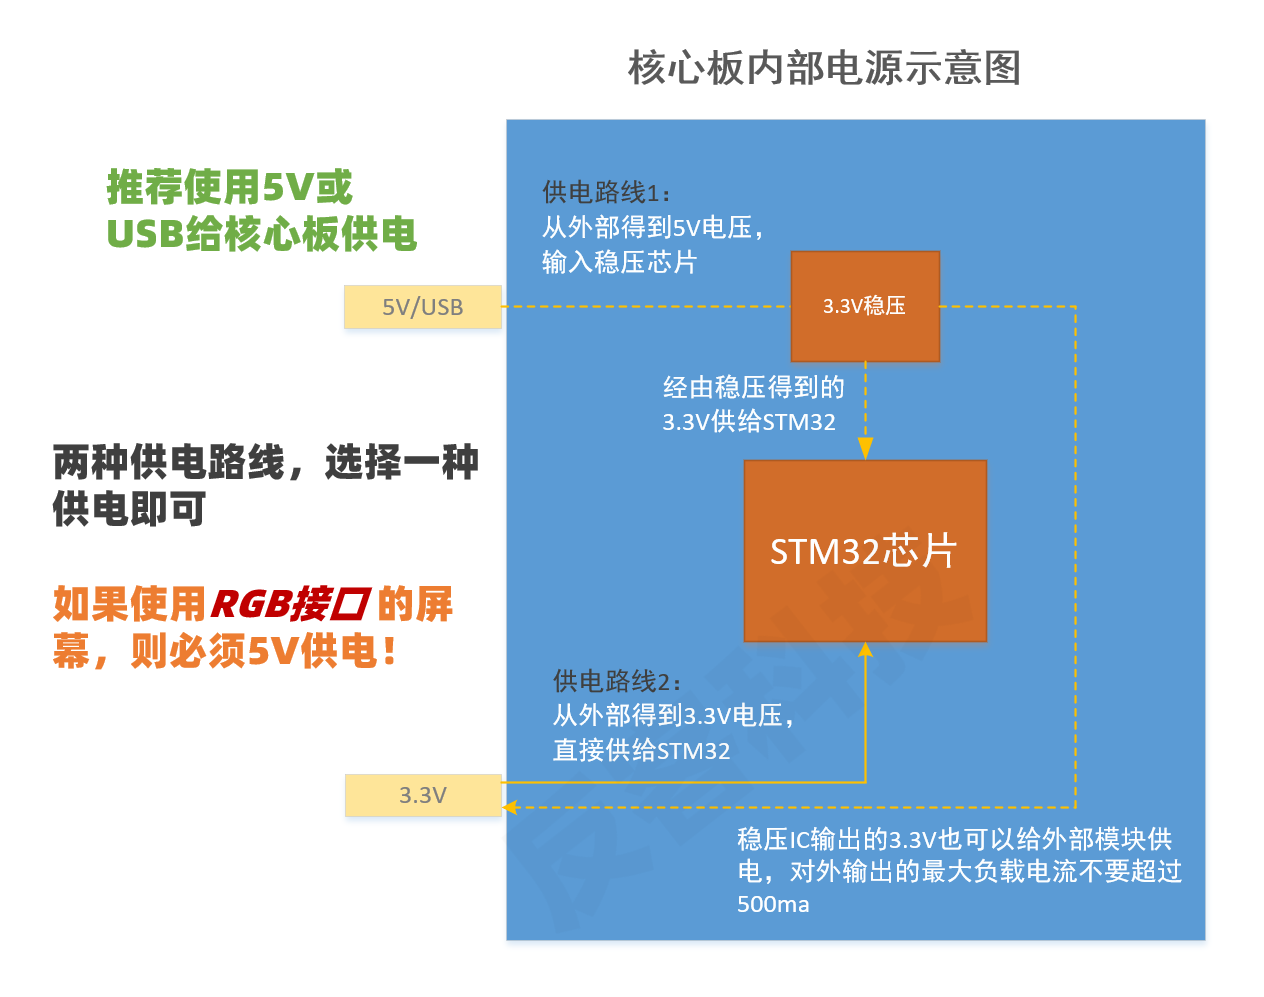 核心板内部电源示意图
推荐使用5V或
USB给核心板供电
供电路线1：
从外部得到5V电压，
输入稳压芯片
5V/USB
3.3V稳压
经由稳压得到的
3.3V供给STM32
两种供电路线，选择一种
供电即可
STM32芯片
如果使用RGB接口的屏
幕，则必须5V供电！
供电路线2：
从外部得到3.3V电压，
直接供给STM32
3.3V
稳压IC输出的3.3V也可以给外部模块供
电，对外输出的最大负载电流不要超过
500ma
反客科技